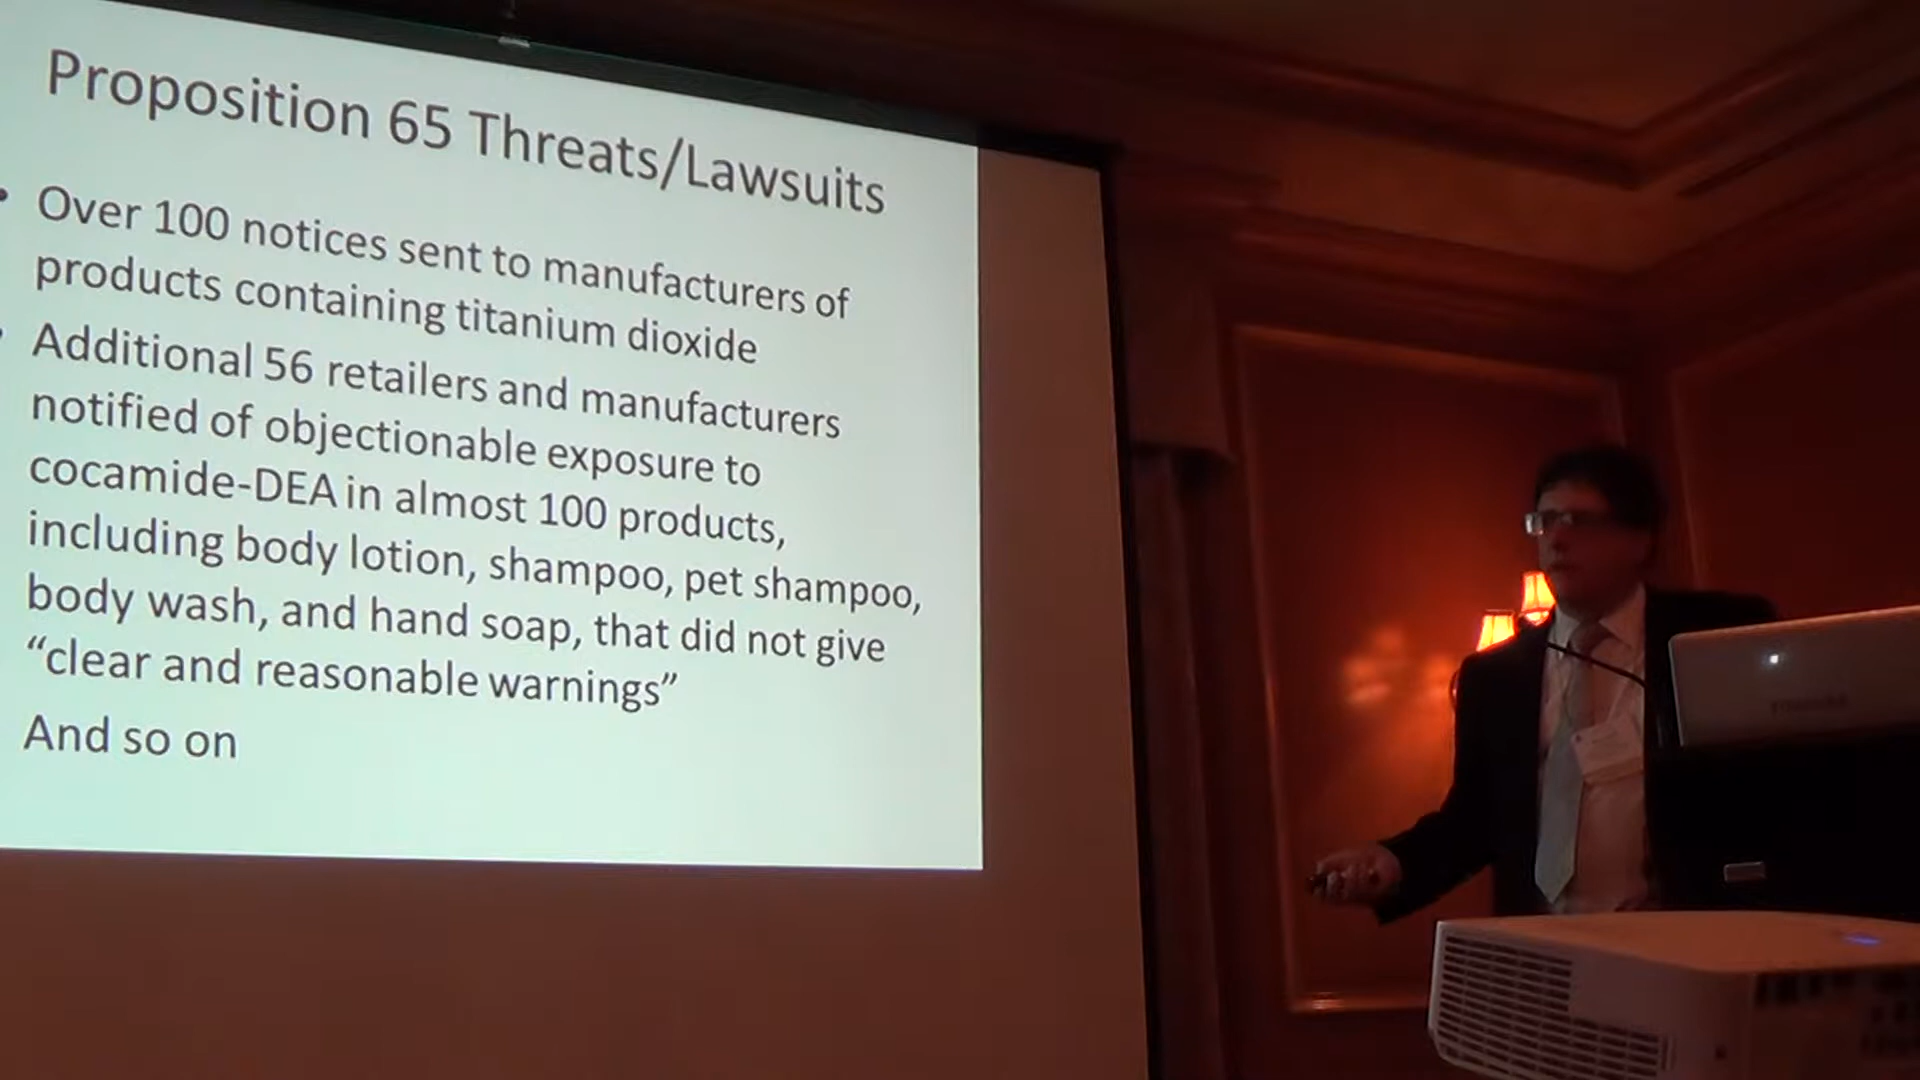 Proposition 65 Threats/Lawsuits
• Over 100 notices sent to manufacturers of
products containing titanium dioxide
• Additional 56 retailers and manufacturers
notified of objectionable exposure to
cocamide-DEA in almost 100 products,
including body lotion, shampoo, pet shampoo,
body wash, and hand soap, that did not give
“clear and reasonable warnings”
And so on